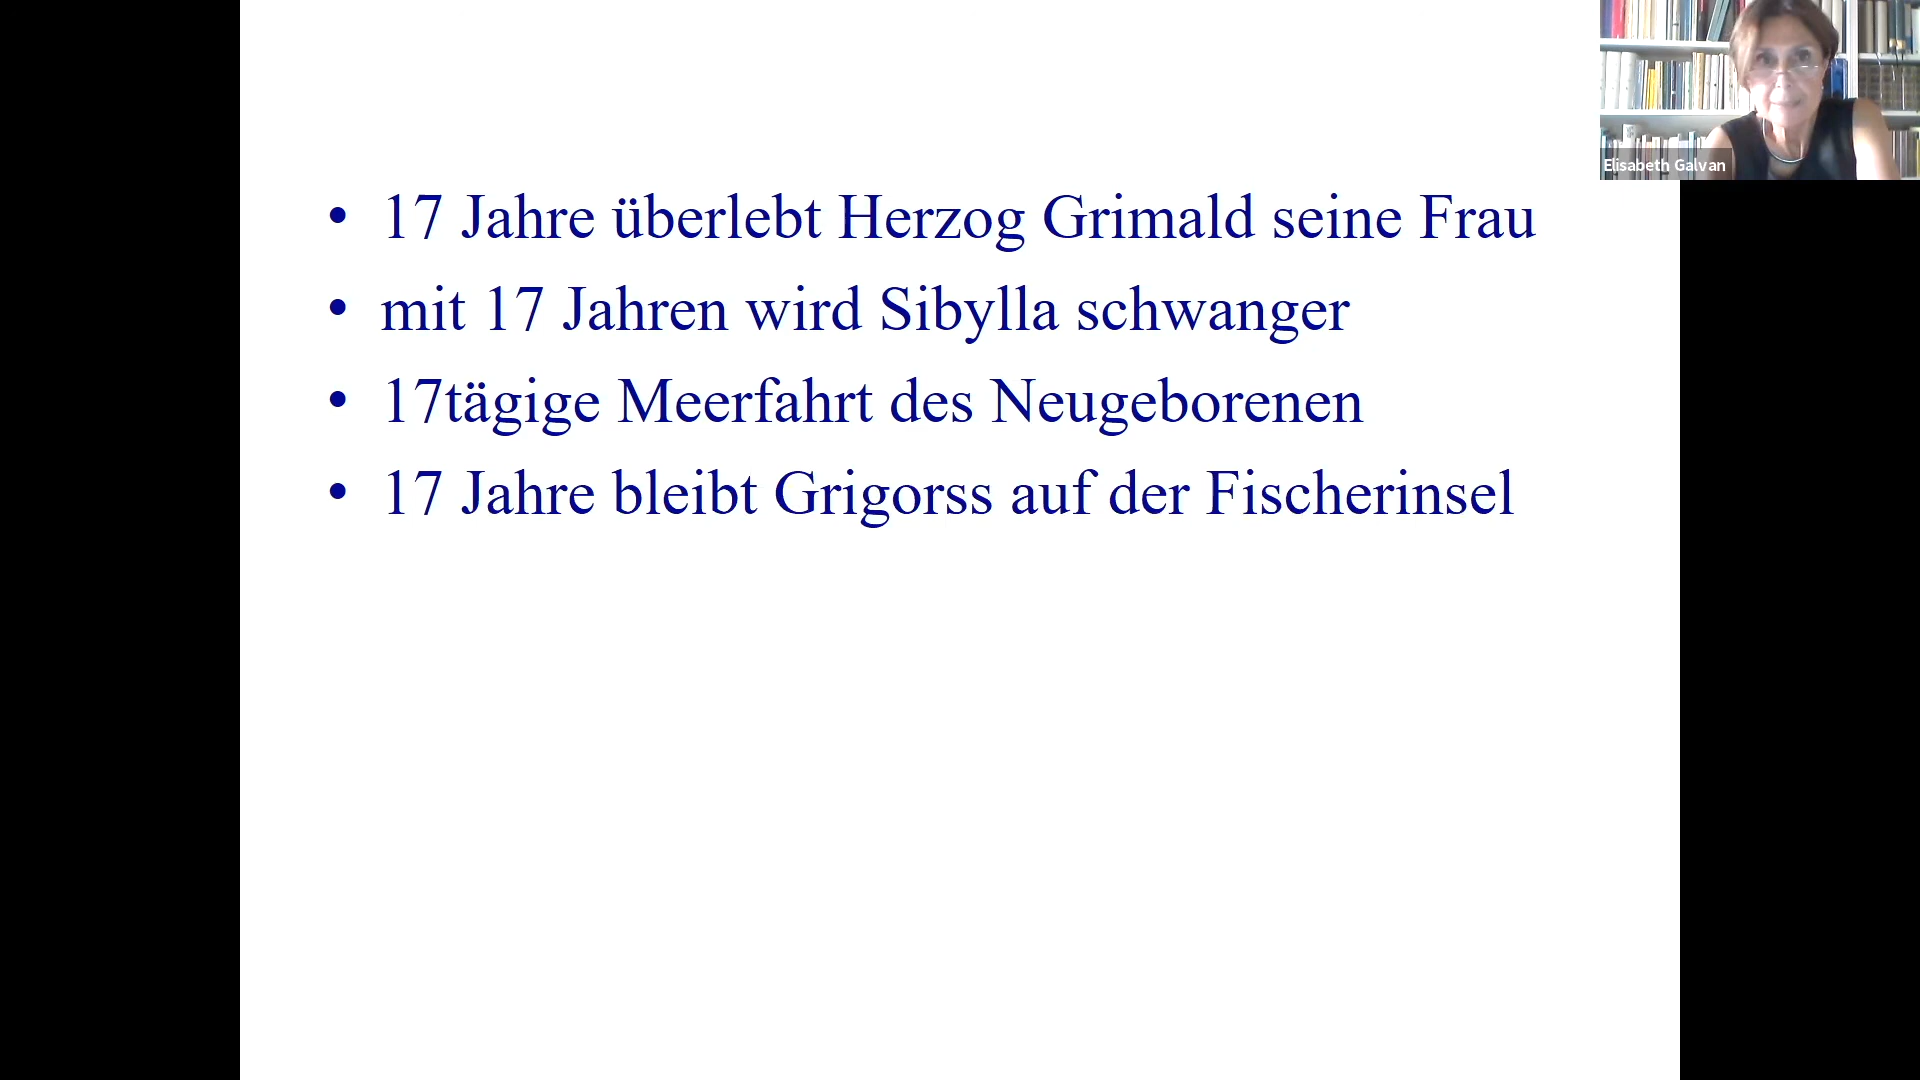 Elisabeth Galvan
• 17 Jahre überlebt Herzog Grimald seine Frau
• mit 17 Jahren wird Sibylla schwanger
• 17tägige Meerfahrt des Neugeborenen
• 17 Jahre bleibt Grigorss auf der Fischerinsel